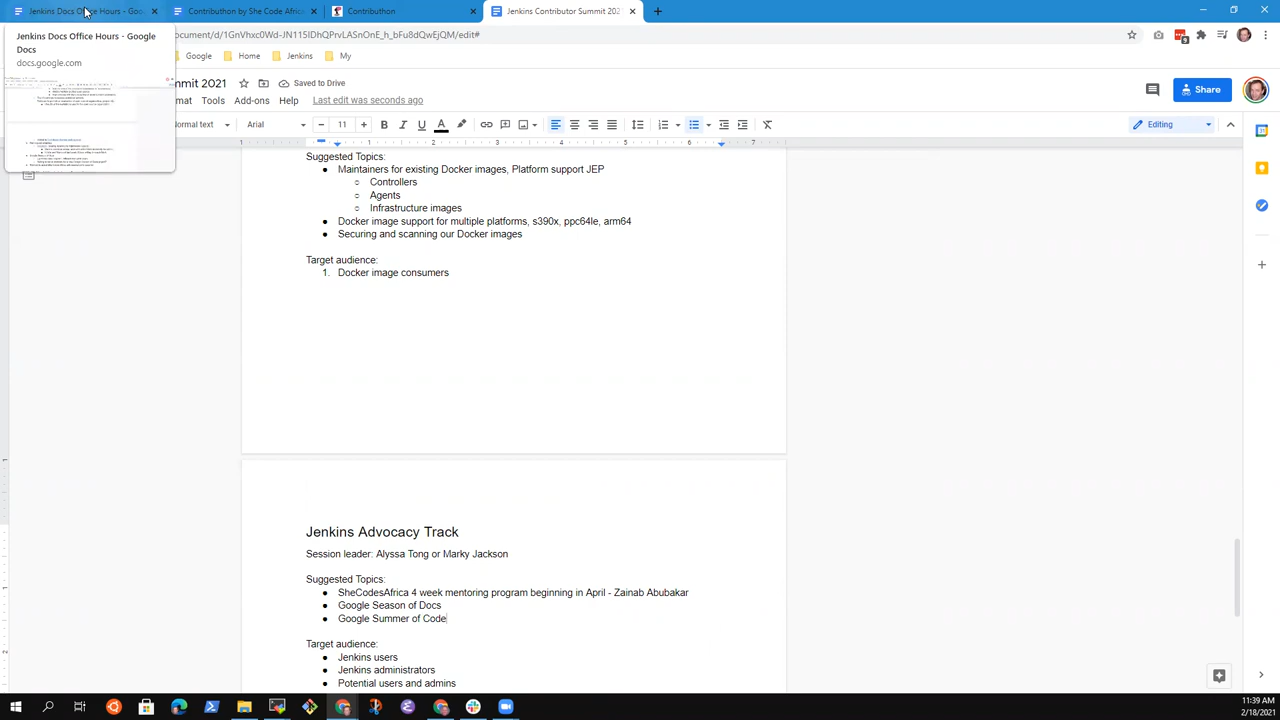 Jenkins Docs Office Hours - Goo
Contributhon by She Code Africa
Contributhon
Jenkins Contributor Summit 202
Jenkins Docs Office Hours - Google
Docs
docs.google.com
ocument/d/1GnVhxc0Wd-JN115IDhQPrvLASnOnE_h_bFu8dQwEjQM/edit#
Google
Home
Jenkins
My
mmit 2021
Saved to Drive
mat Tools Add-ons Help Last edit was seconds ago
Share
ormal text Arial 11 Editing
Suggested Topics:
Maintainers for existing Docker images, Platform support JEP
Controllers
Agents
Infrastructure images
Docker image support for multiple platforms, s390x, ppc64le, arm64
Securing and scanning our Docker images
Target audience:
1. Docker image consumers
Jenkins Advocacy Track
Session leader: Alyssa Tong or Marky Jackson
Suggested Topics:
SheCodesAfrica 4 week mentoring program beginning in April - Zainab Abubakar
Google Season of Docs
Google Summer of Code
Target audience:
Jenkins users
Jenkins administrators
Potential users and admins
11:39 AM
2/18/2021